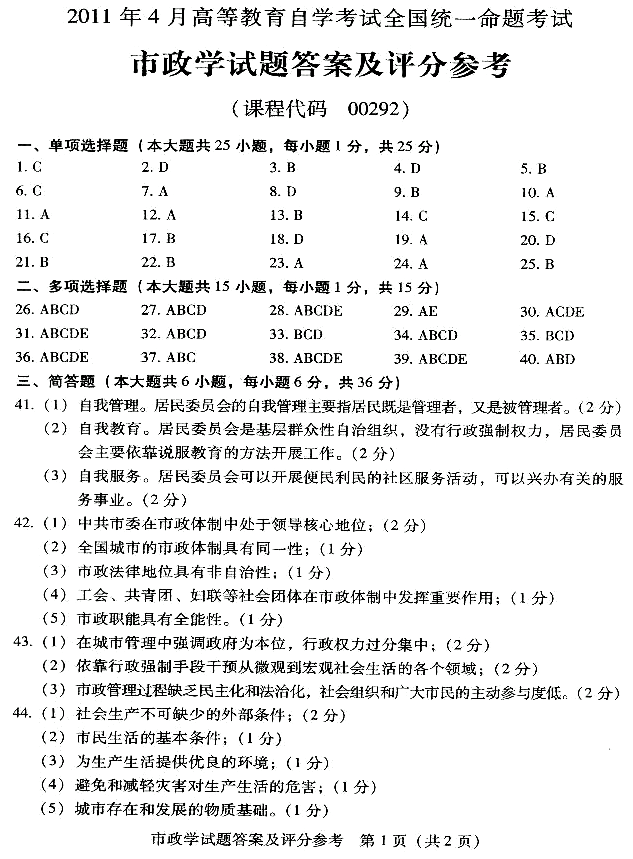 2011 年 4 月高等教育自学考试全国统一命题考试
市政学试题答案及评分参考
(课程代码 00292)
一、单项选择题（本大题共 25 小题，每小题 1 分，共 25 分）
1. C 2. D 3. B 4. D 5. B
6. C 7. A 8. D 9. B 10. A
11. A 12. A 13. B 14. C 15. C
16. C 17. B 18. D 19. A 20. D
21. B 22. B 23. A 24. A 25. B
二、多项选择题（本大题共 15 小题，每小题 1 分，共 15 分）
26. ABCD 27. ABCD 28. ABCDE 29. AE 30. ACDE
31. ABCDE 32. ABCD 33. BCD 34. ABCD 35. BCD
36. ABCDE 37. ABC 38. ABCDE 39. ABCDE 40. ABD
三、简答题（本大题共 6 小题，每小题 6 分，共 36 分）
41.（1）自我管理。居民委员会的自我管理主要指居民既是管理者，又是被管理者。（2 分）
（2）自我教育。居民委员会是基层群众性自治组织，没有行政强制权力，居民委员
会主要依靠说服教育的方法开展工作。（2 分）
（3）自我服务。居民委员会可以开展便民利民的社区服务活动，可以兴办有关的服
务事业。（2 分）
42.（1）中共市委在市政体制中处于领导核心地位；（2 分）
（2）全国城市的市政体制具有同一性；（1 分）
（3）市政法律地位具有非自治性；（1 分）
（4）工会、共青团、妇联等社会团体在市政体制中发挥重要作用；（1 分）
（5）市政职能具有全能性。（1 分）
43.（1）在城市管理中强调政府为本位，行政权力过分集中；（2 分）
（2）依靠行政强制手段干预从微观到宏观社会生活的各个领域；（2 分）
（3）市政管理过程缺乏民主化和法治化，社会组织和广大市民的主动参与度低。（2 分）
44.（1）社会生产不可缺少的外部条件；（2 分）
（2）市民生活的基本条件；（1 分）
（3）为生产生活提供优良的环境；（1 分）
（4）避免和减轻灾害对生产生活的危害；（1 分）
（5）城市存在和发展的物质基础。（1 分）
市政学试题答案及评分参考 第 1 页（共 2 页）